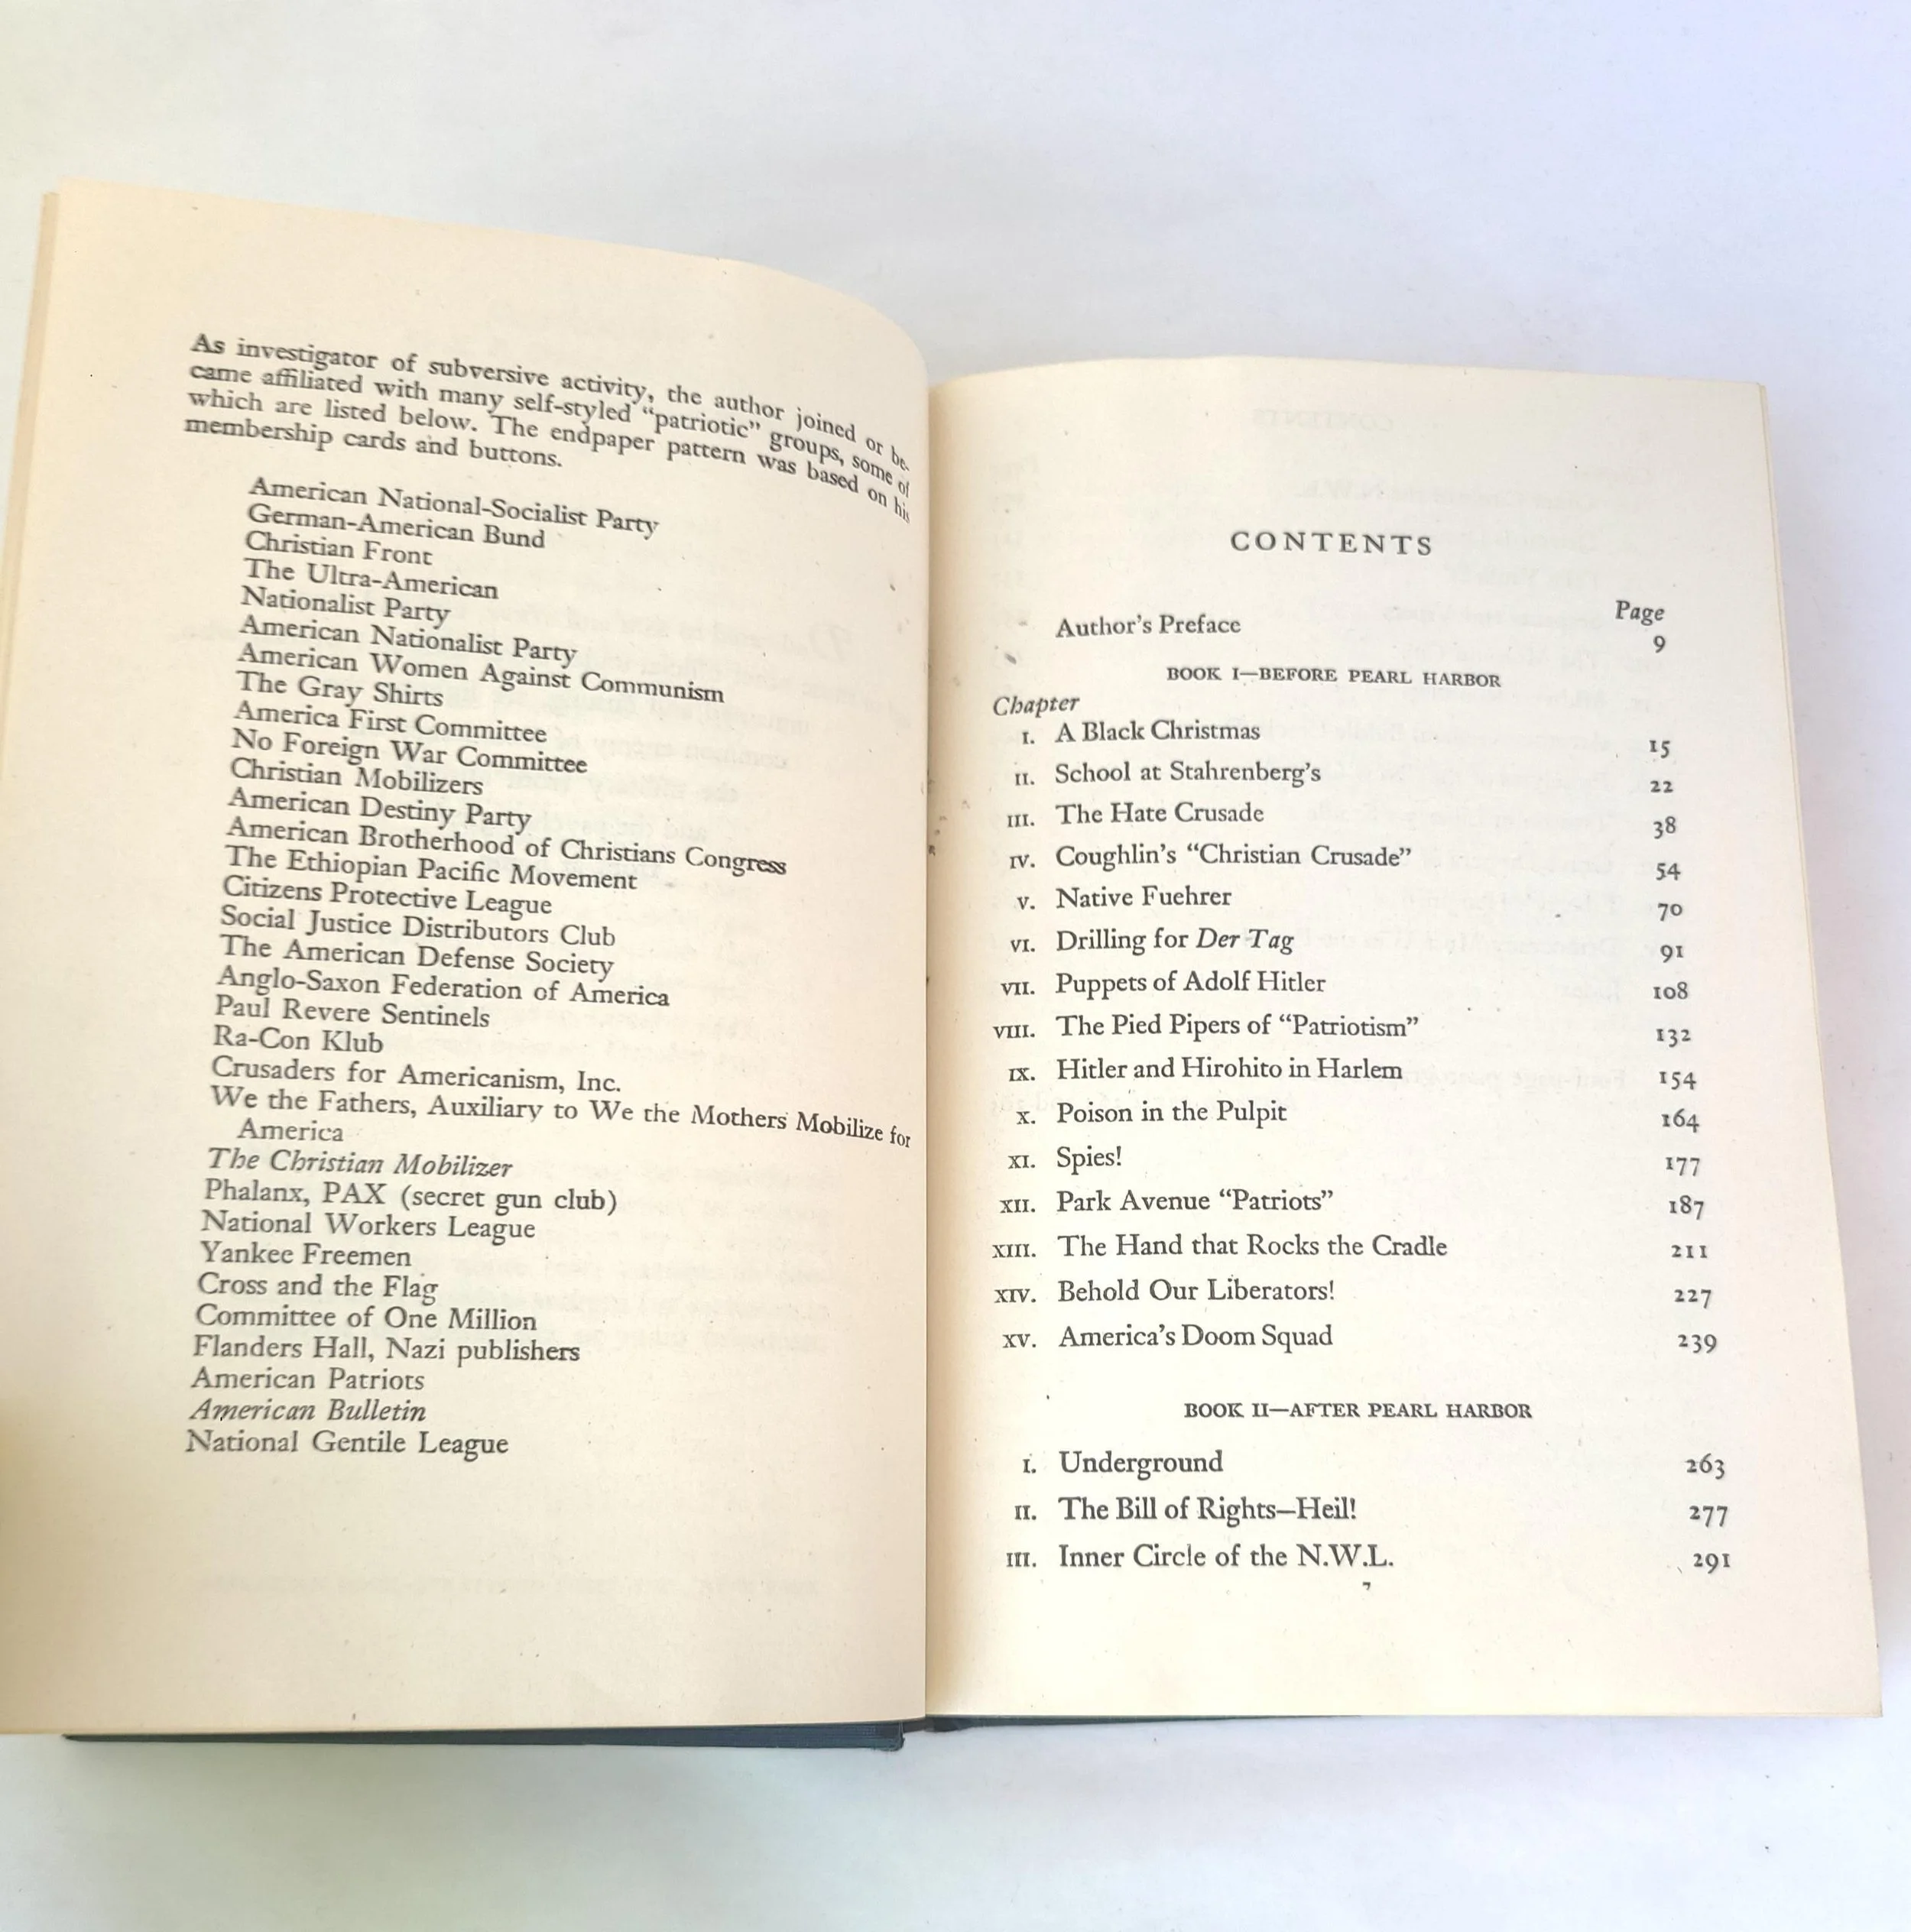 As investigator of subversive activity, the author joined or be-
came affiliated with many self-styled “patriotic” groups, some of
which are listed below. The endpaper pattern was based on his
membership cards and buttons.
American National-Socialist Party
German-American Bund
Christian Front
The Ultra-American
Nationalist Party
American Nationalist Party
American Women Against Communism
The Gray Shirts
America First Committee
No Foreign War Committee
Christian Mobilizers
American Destiny Party
American Brotherhood of Christians Congress
The Ethiopian Pacific Movement
Citizens Protective League
Social Justice Distributors Club
The American Defense Society
Anglo-Saxon Federation of America
Paul Revere Sentinels
Ra-Con Klub
Crusaders for Americanism, Inc.
We the Fathers, Auxiliary to We the Mothers Mobilize for
America
The Christian Mobilizer
Phalanx, PAX (secret gun club)
National Workers League
Yankee Freemen
Cross and the Flag
Committee of One Million
Flanders Hall, Nazi publishers
American Patriots
American Bulletin
National Gentile League
CONTENTS
Page
Author’s Preface 9
BOOK I—BEFORE PEARL HARBOR
Chapter
I. A Black Christmas 15
II. School at Stahrenberg’s 22
III. The Hate Crusade 38
IV. Coughlin’s “Christian Crusade” 54
V. Native Fuehrer 70
VI. Drilling for Der Tag 91
VII. Puppets of Adolf Hitler 108
VIII. The Pied Pipers of “Patriotism” 132
IX. Hitler and Hirohito in Harlem 154
X. Poison in the Pulpit 164
XI. Spies! 177
XII. Park Avenue “Patriots” 187
XIII. The Hand that Rocks the Cradle 211
XIV. Behold Our Liberators! 227
XV. America’s Doom Squad 239
BOOK II—AFTER PEARL HARBOR
I. Underground 263
II. The Bill of Rights—Heil! 277
III. Inner Circle of the N.W.L. 291
7